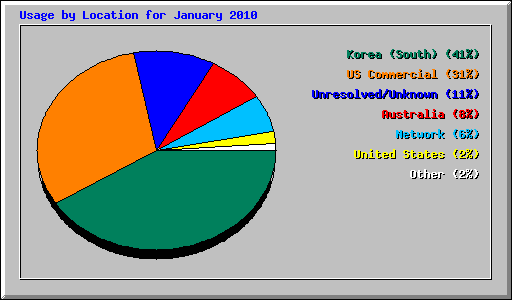 Usage by Location for January 2010
Korea (South) (41%)
US Commercial (31%)
Unresolved/Unknown (11%)
Australia (8%)
Network (6%)
United States (2%)
Other (2%)